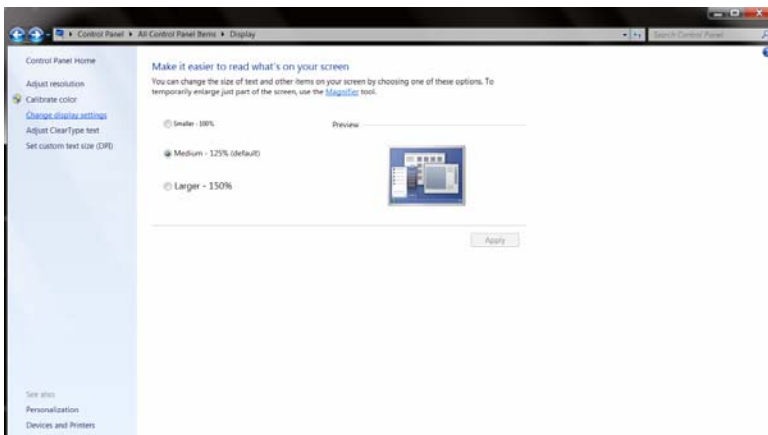 Control Panel ▸ All Control Panel Items ▸ Display
Search Control Panel
Control Panel Home
Adjust resolution
Calibrate color
Change display settings
Adjust ClearType text
Set custom text size (DPI)
Make it easier to read what's on your screen
You can change the size of text and other items on your screen by choosing one of these options. To
temporarily enlarge just part of the screen, use the Magnifier tool.
Smaller - 100%
Preview
Medium - 125% (default)
Larger - 150%
Apply
See also
Personalization
Devices and Printers